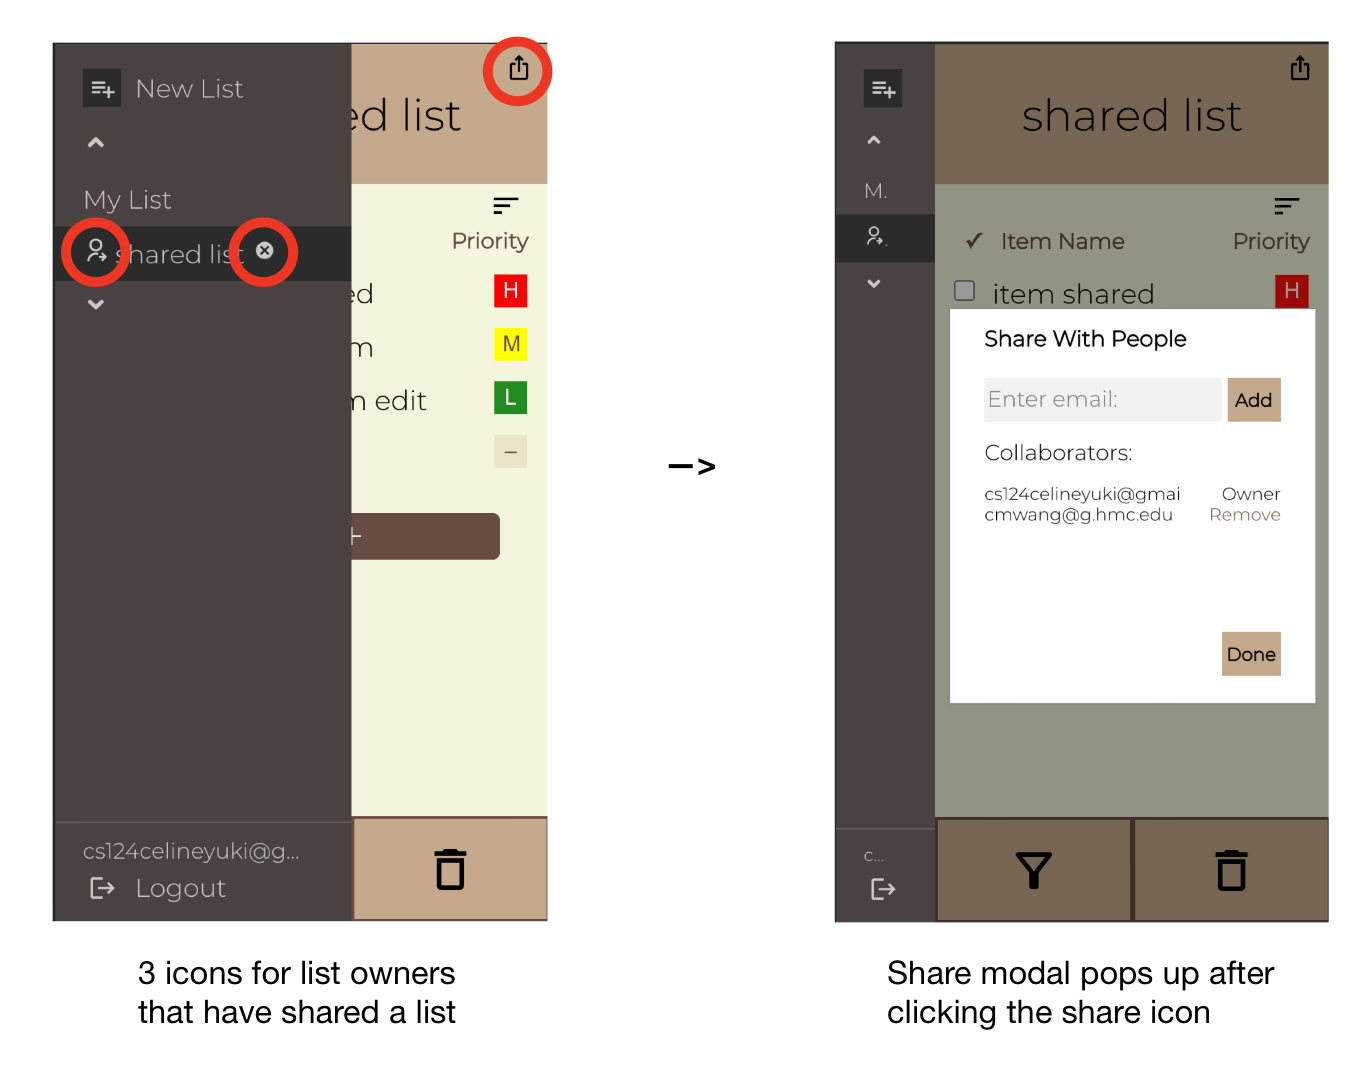 New List
ed list
My List
shared list
Priority
ed
H
m
M
m edit
L
–
+
cs124celineyuki@g...
Logout
3 icons for list owners
that have shared a list
–>
shared list
M.
✓ Item Name Priority
item shared H
Share With People
Enter email: Add
Collaborators:
cs124celineyuki@gmai Owner
cmwang@g.hmc.edu Remove
Done
c...
Share modal pops up after
clicking the share icon